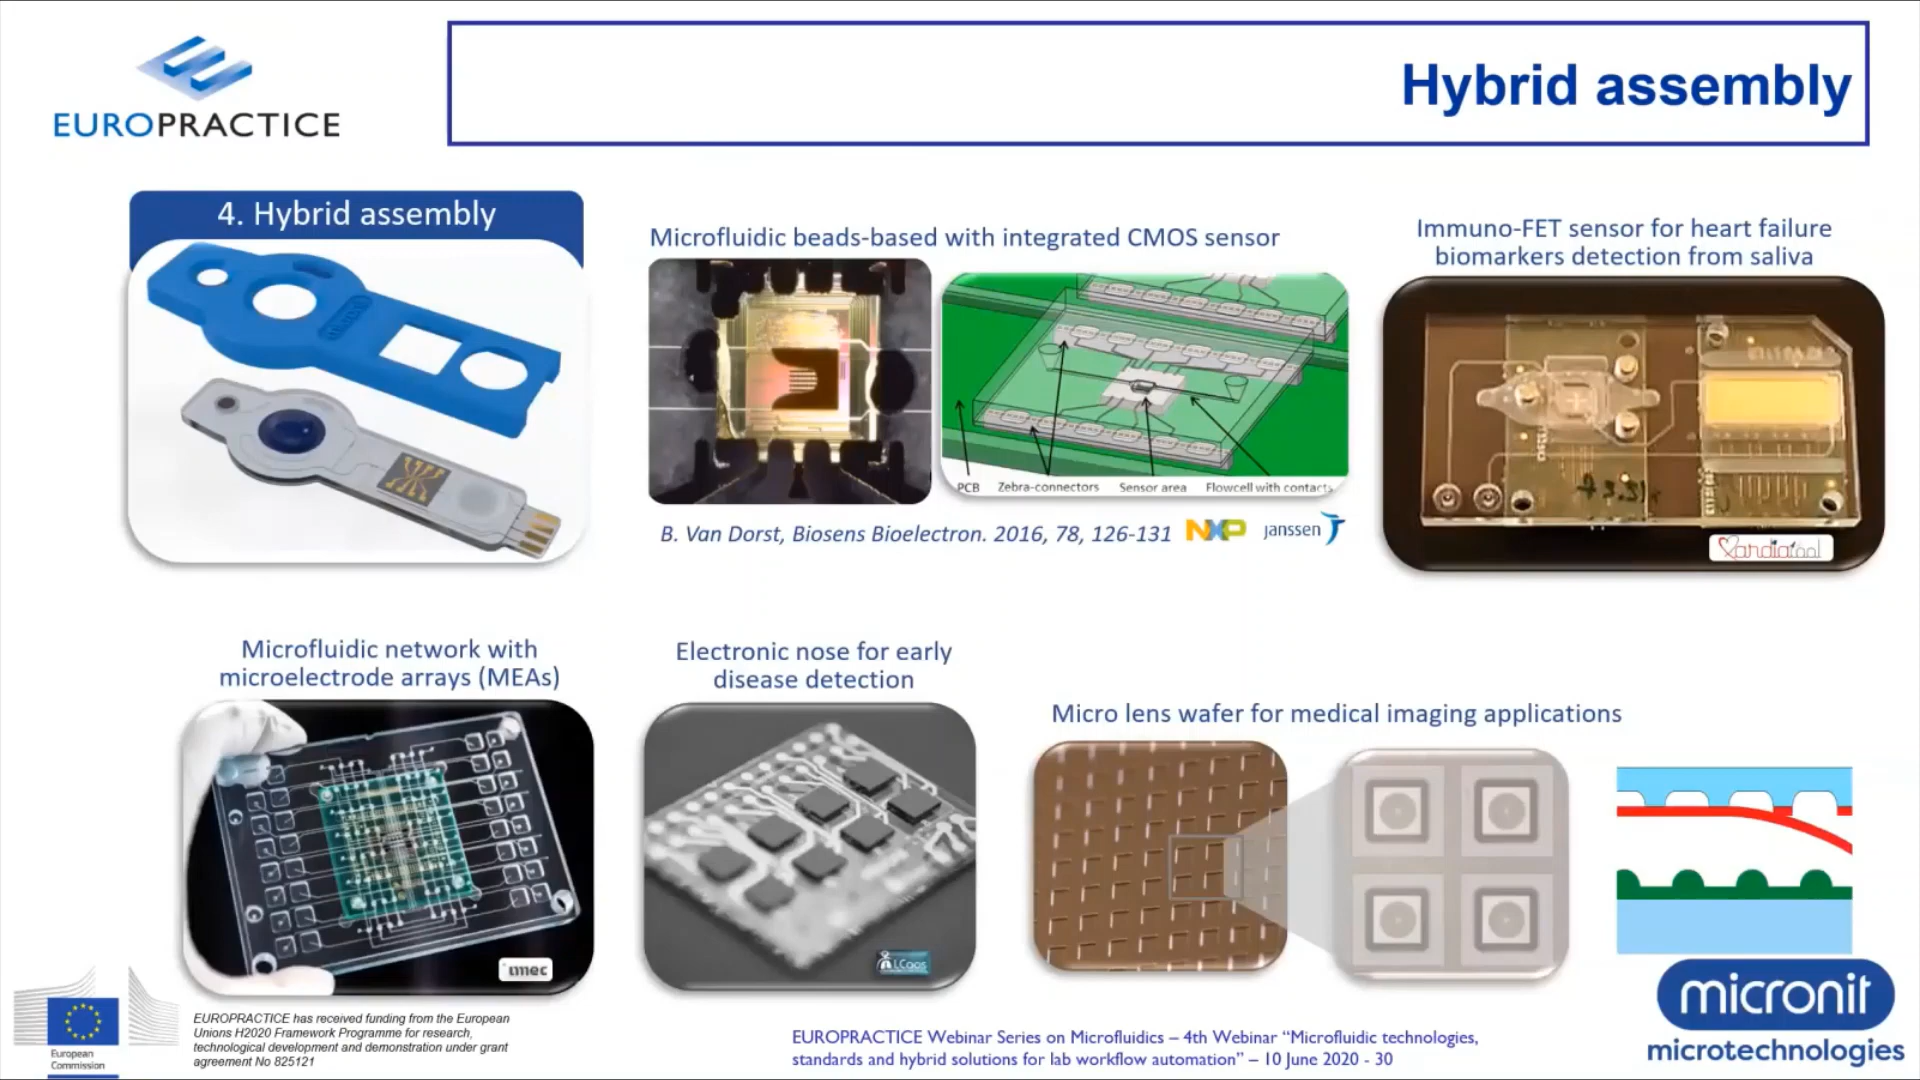 EUROPRACTICE
Hybrid assembly
4. Hybrid assembly
Microfluidic beads-based with integrated CMOS sensor
PCB
Zebra-connectors
Sensor area
Flowcell with contacts
B. Van Dorst, Biosens Bioelectron. 2016, 78, 126-131
NXP
janssen
Immuno-FET sensor for heart failure
biomarkers detection from saliva
Microfluidic network with
microelectrode arrays (MEAs)
imec
Electronic nose for early
disease detection
Micro lens wafer for medical imaging applications
European
Commission
EUROPRACTICE has received funding from the European
Unions H2020 Framework Programme for research,
technological development and demonstration under grant
agreement No 825121
EUROPRACTICE Webinar Series on Microfluidics – 4th Webinar “Microfluidic technologies,
standards and hybrid solutions for lab workflow automation” – 10 June 2020 - 30
micronit
microtechnologies